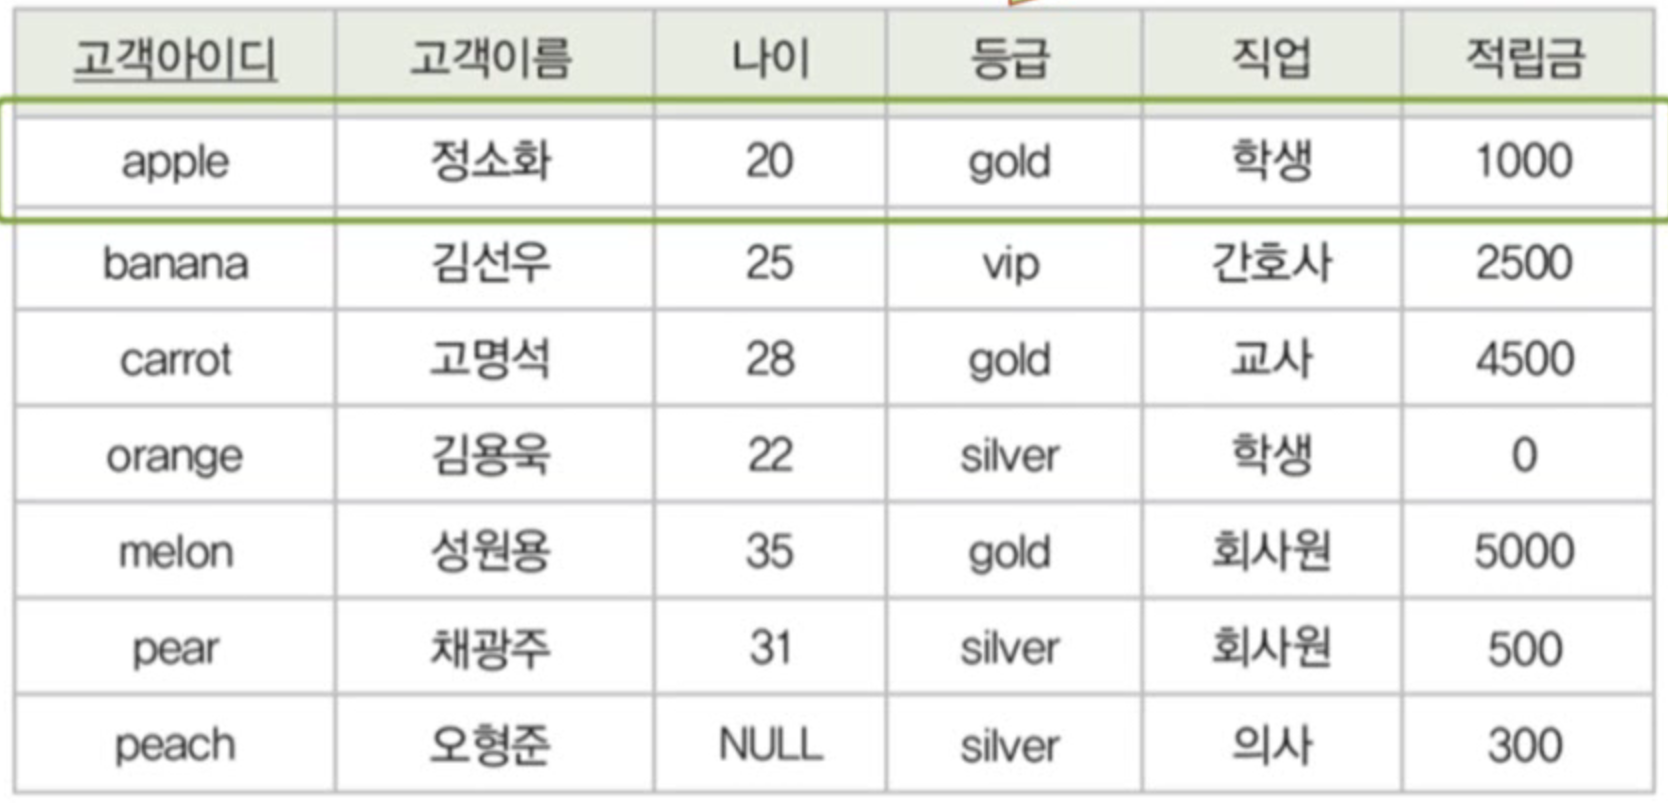 고객아이디 고객이름 나이 등급 직업 적립금
apple 정소화 20 gold 학생 1000
banana 김선우 25 vip 간호사 2500
carrot 고명석 28 gold 교사 4500
orange 김용욱 22 silver 학생 0
melon 성원용 35 gold 회사원 5000
pear 채광주 31 silver 회사원 500
peach 오형준 NULL silver 의사 300